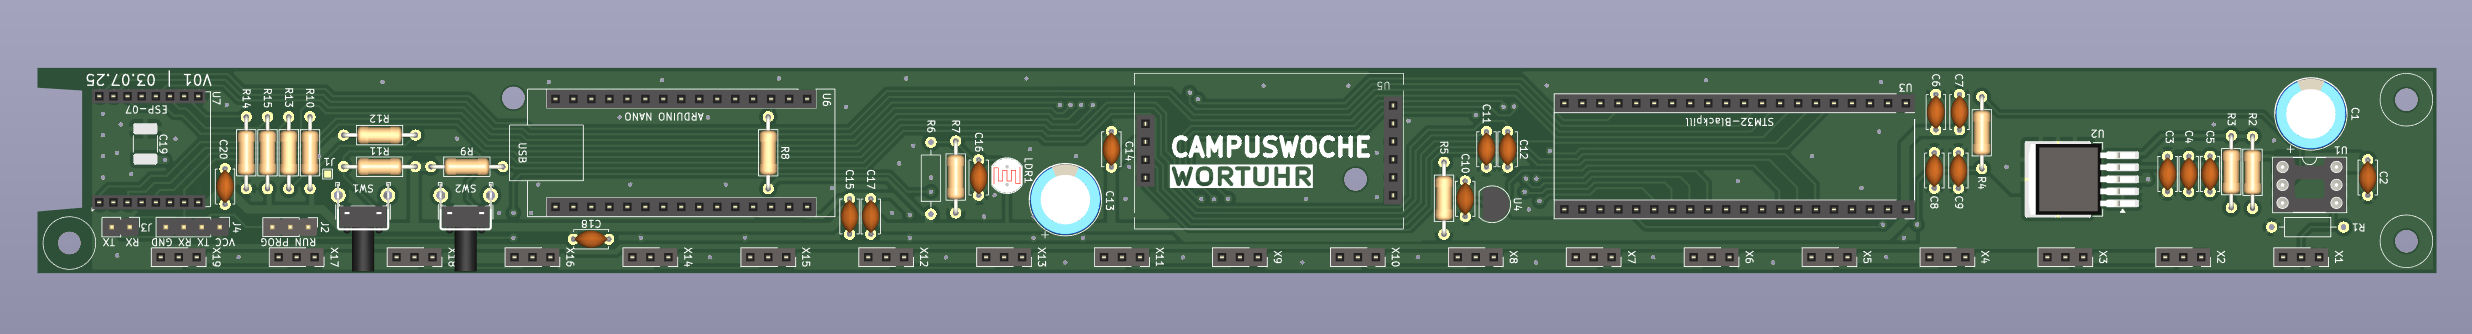 V01 | 03.07.25
U7
ESP-07
C19
C20
J3
TX RX
J4
GND RX TX VCC
X19
R14
R15
R13
R10
J1
J2
PROG RUN
X17
R12
R11
SW1
X18
R9
SW2
X16
USB
U6
ARDUINO NANO
R8
C18
X14
X15
C15
C17
X12
R6
R7
C16
LDR1
X13
C13
+
C14
X11
U5
CAMPUSWOCHE
WORTUHR
X9
X10
R5
C10
C11
C12
U4
X8
U3
STM32-Blackpill
X7
X6
X5
C6
C7
C8
C9
R4
X4
U2
X3
C3
C4
C5
R3
R2
X2
C1
+
U1
C2
R1
X1